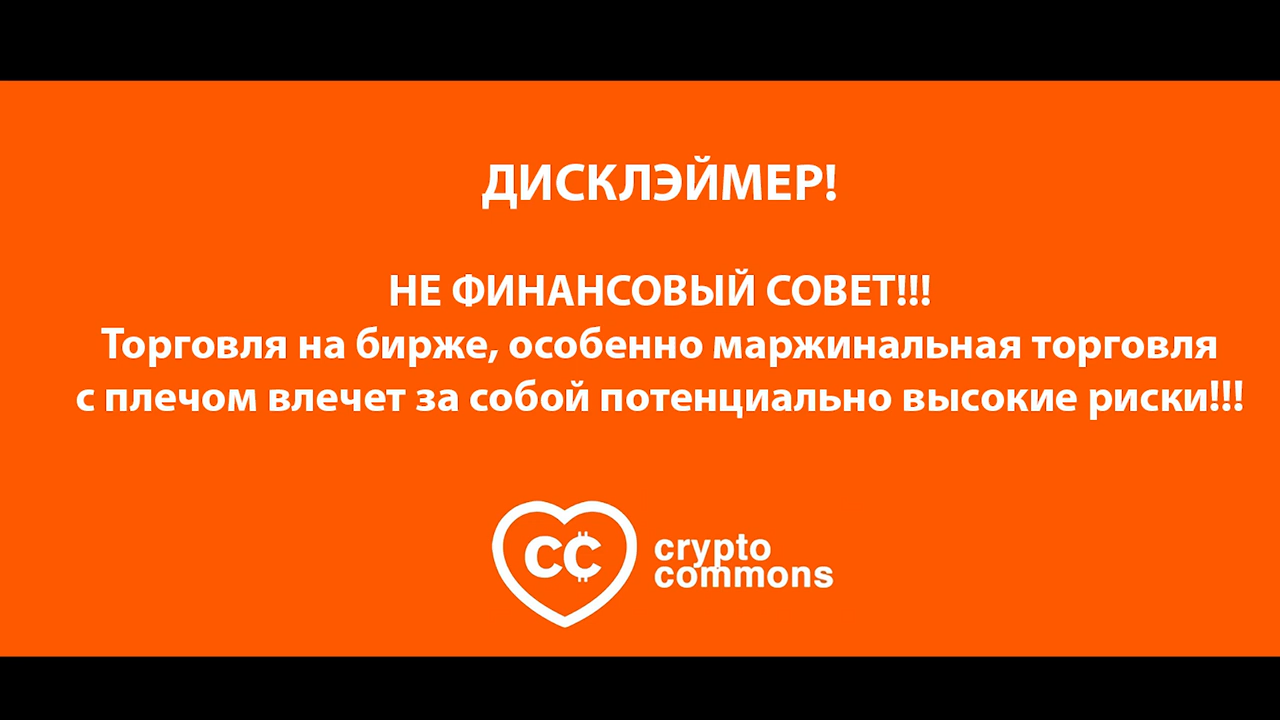 ДИСКЛЭЙМЕР!
НЕ ФИНАНСОВЫЙ СОВЕТ!!!
Торговля на бирже, особенно маржинальная торговля
с плечом влечет за собой потенциально высокие риски!!!
CC
crypto
commons